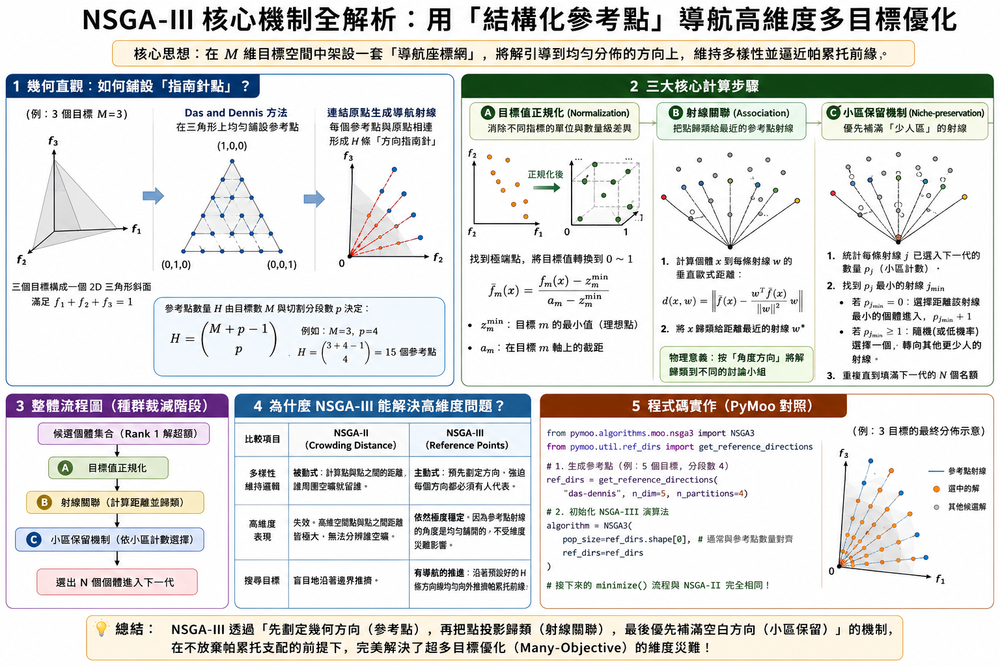 NSGA-III 核心機制全解析：用「結構化參考點」導航高維度多目標優化
核心思想：在 M 維目標空間中架設一套「導航座標網」，將解引導到均勻分佈的方向上，維持多樣性並逼近帕累托前緣。
1 幾何直觀：如何鋪設「指南針點」？
(例：3 個目標 M=3)
f₃
f₁
f₂
三個目標構成一個 2D 三角形斜面
滿足 f₁ + f₂ + f₃ = 1
Das and Dennis 方法
在三角形上均勻鋪設參考點
(1,0,0)
(0,1,0)
(0,0,1)
連結原點生成導航射線
每個參考點與原點相連
形成 H 條「方向指南針」
f₃
0
f₂
參考點數量 H 由目標數 M 與切割分段數 p 決定：
H = (M + p − 1
p)
例如：M=3, p=4
H = (3 + 4 − 1
4) = 15 個參考點
2 三大核心計算步驟
A 目標值正規化 (Normalization)
消除不同指標的單位與數量級差異
f₂
f₂
f₁
正規化後
...
...
0
1
找到極端點，將目標值轉換到 0 ~ 1
f̄ₘ(x) = (fₘ(x) − zₘᵐⁱⁿ) / (aₘ − zₘᵐⁱⁿ)
• zₘᵐⁱⁿ：目標 m 的最小值（理想點）
• aₘ：在目標 m 軸上的截距
B 射線關聯 (Association)
把點歸類給最近的參考點射線
1. 計算個體 x 到每條射線 w 的
垂直歐式距離：
d(x, w) = ‖f̄(x) − (wᵀ f̄(x)) / ||w||² w‖
2. 將 x 歸類給距離最近的射線 w*
物理意義：按「角度方向」將解
歸類到不同的討論小組
C 小區保留機制 (Niche-preservation)
優先補滿「少人區」的射線
1. 統計每條射線 j 已選入下一代的
數量 pⱼ（小區計數）．
2. 找到 pⱼ 最小的射線 jₘᵢₙ
• 若 p_jmin = 0：選擇距離該射線
最小的個體進入，p_jmin + 1
• 若 p_jmin ≥ 1：隨機(或低機率)
選擇一個，轉向其他更少人的
射線。
3. 重複直到填滿下一代的 N 個名額
3 整體流程圖（種群裁減階段）
候選個體集合（Rank 1 解超額）
A 目標值正規化
B 射線關聯（計算距離並歸類）
C 小區保留機制（依小區計數選擇）
選出 N 個個體進入下一代
4 為什麼 NSGA-III 能解決高維度問題？
比較項目
NSGA-II
（Crowding Distance）
NSGA-III
（Reference Points）
多樣性
維持邏輯
被動式：計算點與點之間的距離，
誰周圍空曠就留誰。
主動式：預先劃定方向，強迫
每個方向都必須有人代表。
高維度
表現
失效。高維空間點與點之間距離
皆極大，無法分辨誰空曠。
依然極度穩定。因為參考點射線
的角度是均勻鋪開的，不受維度
災難影響。
搜尋目標
盲目地沿著邊界推擠。
有導航的推進：沿著預設好的 H
條方向線均勻向外推擠帕累托前緣。
5 程式碼實作（PyMoo 對照）
from pymoo.algorithms.moo.nsga3 import NSGA3
from pymoo.util.ref_dirs import get_reference_directions
# 1. 生成參考點（例：5 個目標，分段數 4）
ref_dirs = get_reference_directions(
"das-dennis", n_dim=5, n_partitions=4)
# 2. 初始化 NSGA-III 演算法
algorithm = NSGA3(
pop_size=ref_dirs.shape[0], # 通常與參考點數量對齊
ref_dirs=ref_dirs
)
# 接下來的 minimize() 流程與 NSGA-II 完全相同！
（例：3 目標的最終分佈示意）
f₃
0
f₁
參考點射線
選中的解
其他候選解
總結： NSGA-III 透過「先劃定幾何方向（參考點），再把點投影歸類（射線關聯），最後優先補滿空白方向（小區保留）」的機制，
在不放棄帕累托支配的前提下，完美解決了超多目標優化（Many-Objective）的維度災難！